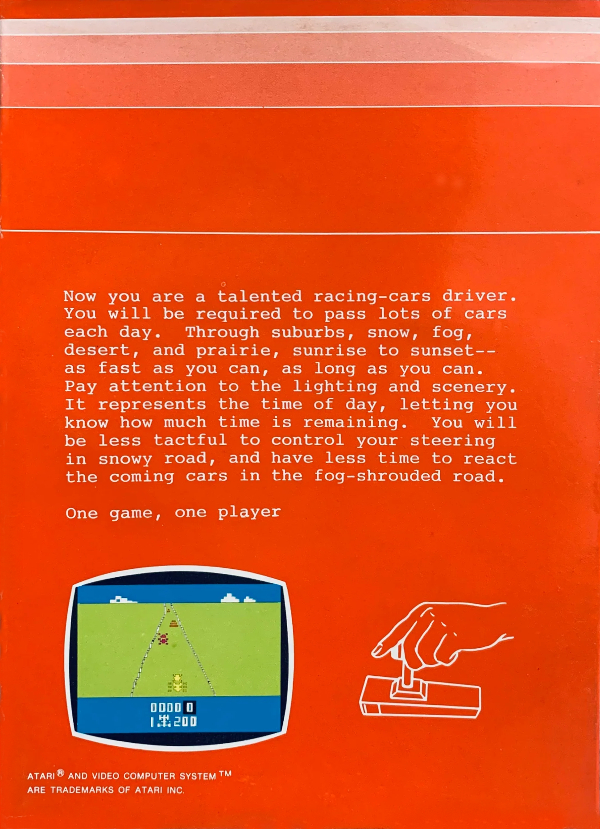 Now you are a talented racing-cars driver.
You will be required to pass lots of cars
each day. Through suburbs, snow, fog,
desert, and prairie, sunrise to sunset--
as fast as you can, as long as you can.
Pay attention to the lighting and scenery.
It represents the time of day, letting you
know how much time is remaining. You will
be less tactful to control your steering
in snowy road, and have less time to react
the coming cars in the fog-shrouded road.
One game, one player
00000
1 200
ATARI® AND VIDEO COMPUTER SYSTEM™
ARE TRADEMARKS OF ATARI INC.